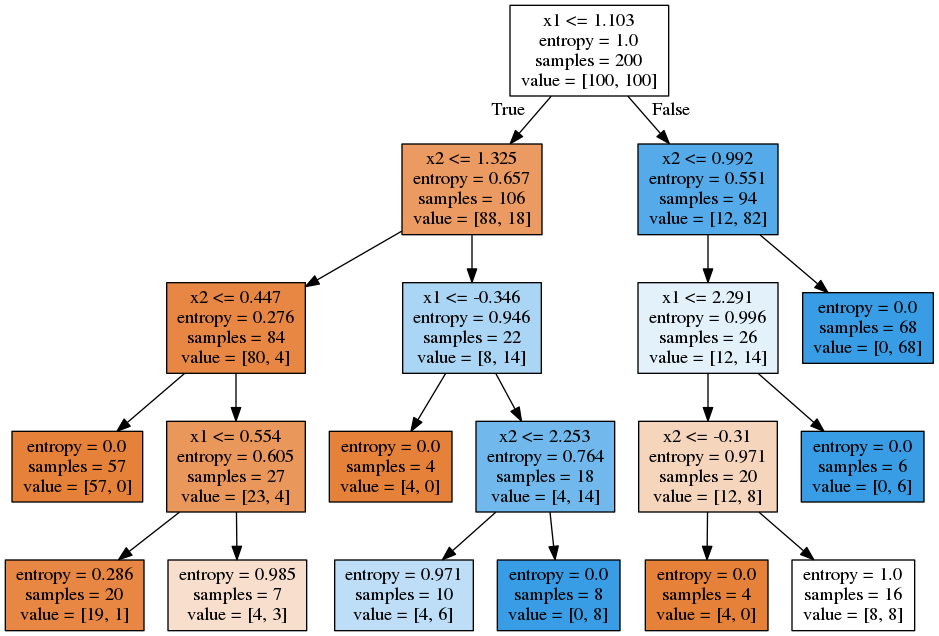 x1 <= 1.103
entropy = 1.0
samples = 200
value = [100, 100]
True
False
x2 <= 1.325
entropy = 0.657
samples = 106
value = [88, 18]
x2 <= 0.992
entropy = 0.551
samples = 94
value = [12, 82]
x2 <= 0.447
entropy = 0.276
samples = 84
value = [80, 4]
x1 <= -0.346
entropy = 0.946
samples = 22
value = [8, 14]
x1 <= 2.291
entropy = 0.996
samples = 26
value = [12, 14]
entropy = 0.0
samples = 68
value = [0, 68]
entropy = 0.0
samples = 57
value = [57, 0]
x1 <= 0.554
entropy = 0.605
samples = 27
value = [23, 4]
entropy = 0.0
samples = 4
value = [4, 0]
x2 <= 2.253
entropy = 0.764
samples = 18
value = [4, 14]
x2 <= -0.31
entropy = 0.971
samples = 20
value = [12, 8]
entropy = 0.0
samples = 6
value = [0, 6]
entropy = 0.286
samples = 20
value = [19, 1]
entropy = 0.985
samples = 7
value = [4, 3]
entropy = 0.971
samples = 10
value = [4, 6]
entropy = 0.0
samples = 8
value = [0, 8]
entropy = 0.0
samples = 4
value = [4, 0]
entropy = 1.0
samples = 16
value = [8, 8]